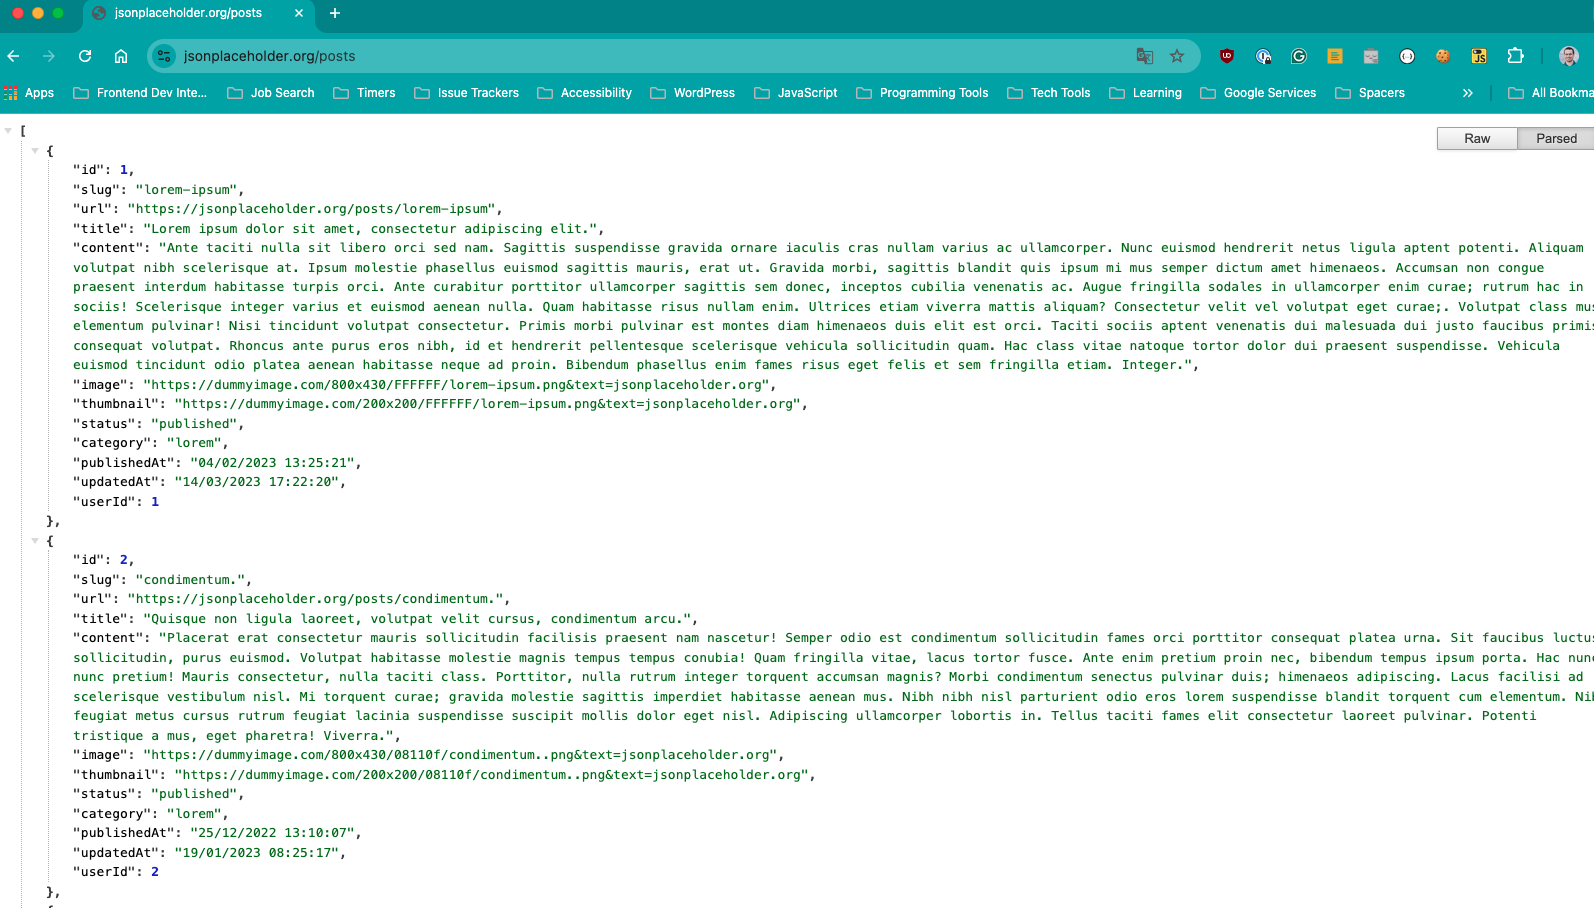 jsonplaceholder.org/posts
jsonplaceholder.org/posts
Apps Frontend Dev Inte... Job Search Timers Issue Trackers Accessibility WordPress JavaScript Programming Tools Tech Tools Learning Google Services Spacers » All Bookma
Raw Parsed
[
{
"id": 1,
"slug": "lorem-ipsum",
"url": "https://jsonplaceholder.org/posts/lorem-ipsum",
"title": "Lorem ipsum dolor sit amet, consectetur adipiscing elit.",
"content": "Ante taciti nulla sit libero orci sed nam. Sagittis suspendisse gravida ornare iaculis cras nullam varius ac ullamcorper. Nunc euismod hendrerit netus ligula aptent potenti. Aliquam
volutpat nibh scelerisque at. Ipsum molestie phasellus euismod sagittis mauris, erat ut. Gravida morbi, sagittis blandit quis ipsum mi mus semper dictum amet himenaeos. Accumsan non congue
praesent interdum habitasse turpis orci. Ante curabitur porttitor ullamcorper sagittis sem donec, inceptos cubilia venenatis ac. Augue fringilla sodales in ullamcorper enim curae; rutrum hac in
sociis! Scelerisque integer varius et euismod aenean nulla. Quam habitasse risus nullam enim. Ultrices etiam viverra mattis aliquam? Consectetur velit vel volutpat eget curae;. Volutpat class mus
elementum pulvinar! Nisi tincidunt volutpat consectetur. Primis morbi pulvinar est montes diam himenaeos duis elit est orci. Taciti sociis aptent venenatis dui malesuada dui justo faucibus primis
consequat volutpat. Rhoncus ante purus eros nibh, id et hendrerit pellentesque scelerisque vehicula sollicitudin quam. Hac class vitae natoque tortor dolor dui praesent suspendisse. Vehicula
euismod tincidunt odio platea aenean habitasse neque ad proin. Bibendum phasellus enim fames risus eget felis et sem fringilla etiam. Integer.",
"image": "https://dummyimage.com/800x430/FFFFFF/lorem-ipsum.png&text=jsonplaceholder.org",
"thumbnail": "https://dummyimage.com/200x200/FFFFFF/lorem-ipsum.png&text=jsonplaceholder.org",
"status": "published",
"category": "lorem",
"publishedAt": "04/02/2023 13:25:21",
"updatedAt": "14/03/2023 17:22:20",
"userId": 1
},
{
"id": 2,
"slug": "condimentum.",
"url": "https://jsonplaceholder.org/posts/condimentum.",
"title": "Quisque non ligula laoreet, volutpat velit cursus, condimentum arcu.",
"content": "Placerat erat consectetur mauris sollicitudin facilisis praesent nam nascetur! Semper odio est condimentum sollicitudin fames orci porttitor consequat platea urna. Sit faucibus luctus
sollicitudin, purus euismod. Volutpat habitasse molestie magnis tempus tempus conubia! Quam fringilla vitae, lacus tortor fusce. Ante enim pretium proin nec, bibendum tempus ipsum porta. Hac nunc
nunc pretium! Mauris consectetur, nulla taciti class. Porttitor, nulla rutrum integer torquent accumsan magnis? Morbi condimentum senectus pulvinar duis; himenaeos adipiscing. Lacus facilisi ad
scelerisque vestibulum nisl. Mi torquent curae; gravida molestie sagittis imperdiet habitasse aenean mus. Nibh nibh nisl parturient odio eros lorem suspendisse blandit torquent cum elementum. Nib
feugiat metus cursus rutrum feugiat lacinia suspendisse suscipit mollis dolor eget nisl. Adipiscing ullamcorper lobortis in. Tellus taciti fames elit consectetur laoreet pulvinar. Potenti
tristique a mus, eget pharetra! Viverra.",
"image": "https://dummyimage.com/800x430/08110f/condimentum..png&text=jsonplaceholder.org",
"thumbnail": "https://dummyimage.com/200x200/08110f/condimentum..png&text=jsonplaceholder.org",
"status": "published",
"category": "lorem",
"publishedAt": "25/12/2022 13:10:07",
"updatedAt": "19/01/2023 08:25:17",
"userId": 2
},